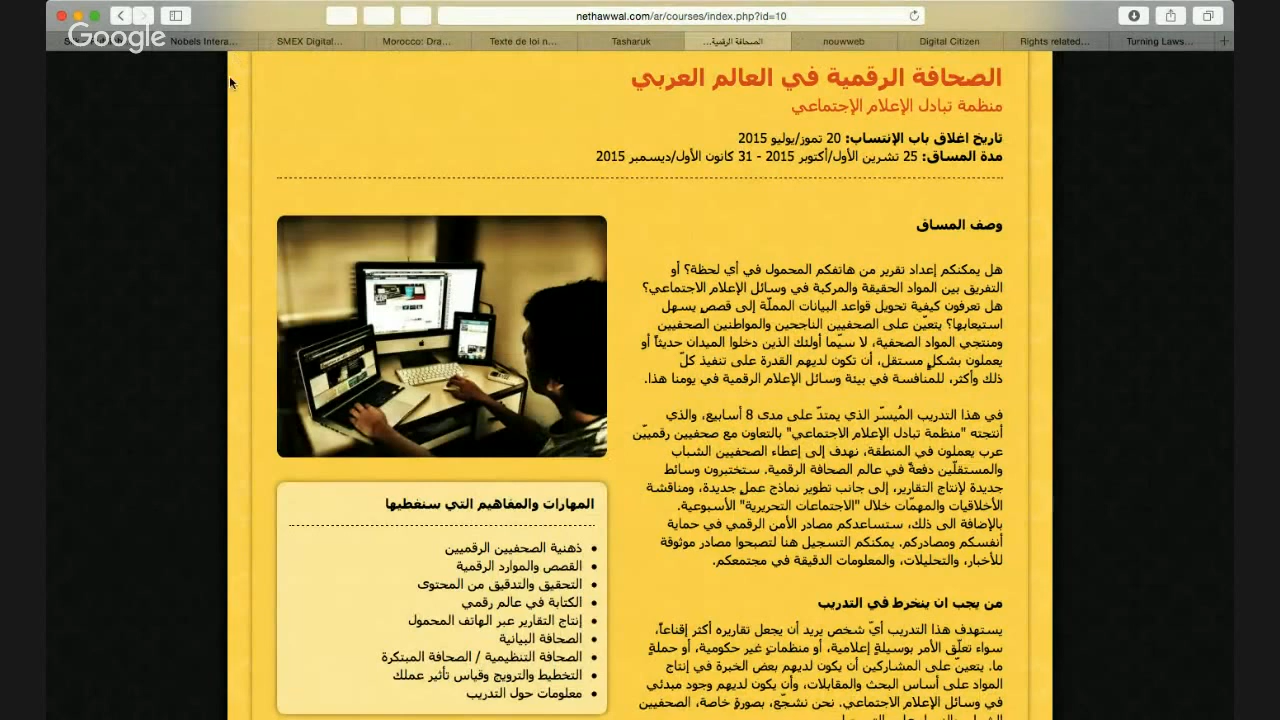 nethawwal.com/ar/courses/index.php?id=10
Google
Nobels Intera...
SMEX Digital...
Morocco: Dra...
Texte de loi n...
Tasharuk
الصحافة الرقمية...
nouwweb
Digital Citizen
Rights related...
Turning Laws...
الصحافة الرقمية في العالم العربي
منظمة تبادل الإعلام الإجتماعي
تاريخ اغلاق باب الإنتساب: 20 تموز/يوليو 2015
مدة المساق: 25 تشرين الأول/أكتوبر 2015 - 31 كانون الأول/ديسمبر 2015
وصف المساق
هل يمكنكم إعداد تقرير من هاتفكم المحمول في أي لحظة؟ أو
التفريق بين المواد الحقيقة والمركبة في وسائل الإعلام الاجتماعي؟
هل تعرفون كيفية تحويل قواعد البيانات المملّة إلى قصصٍ يسهل
استيعابها؟ يتعيّن على الصحفيين الناجحين والمواطنين الصحفيين
ومنتجي المواد الصحفية، لا سيّما أولئك الذين دخلوا الميدان حديثاً أو
يعملون بشكلٍ مستقل، أن تكون لديهم القدرة على تنفيذ كلّ
ذلك وأكثر، للمنافسة في بيئة وسائل الإعلام الرقمية في يومنا هذا.
في هذا التدريب المُيسّر الذي يمتدّ على مدى 8 أسابيع، والذي
أنتجته "منظمة تبادل الإعلام الاجتماعي" بالتعاون مع صحفيين رقميّين
عرب يعملون في المنطقة، نهدف إلى إعطاء الصحفيين الشباب
والمستقلّين دفعةً في عالم الصحافة الرقمية. ستختبرون وسائط
جديدة لإنتاج التقارير، إلى جانب تطوير نماذج عملٍ جديدة، ومناقشة
الأخلاقيات والمهمّات خلال "الاجتماعات التحريرية" الأسبوعية.
بالإضافة الى ذلك، ستساعدكم مصادر الأمن الرقمي في حماية
أنفسكم ومصادركم. يمكنكم التسجيل هنا لتصبحوا مصادر موثوقة
للأخبار، والتحليلات، والمعلومات الدقيقة في مجتمعكم.
من يجب ان ينخرط في التدريب
يستهدف هذا التدريب أيّ شخص يريد أن يجعل تقاريره أكثر إقناعاً،
سواء تعلّق الأمر بوسيلةٍ إعلامية، أو منظماتٍ غير حكومية، أو حملةٍ
ما. يتعينّ على المشاركين أن يكون لديهم بعض الخبرة في إنتاج
المواد على أساس البحث والمقابلات، وأن يكون لديهم وجود مبدئي
في وسائل الإعلام الاجتماعي. نحن نشجّع، بصورةٍ خاصة، الصحفيين
المهارات والمفاهيم التي سنغطيها
ذهنية الصحفيين الرقميين
القصص والموارد الرقمية
التحقيق والتدقيق من المحتوى
الكتابة في عالم رقمي
إنتاج التقارير عبر الهاتف المحمول
الصحافة البيانية
الصحافة التنظيمية / الصحافة المبتكرة
التخطيط والترويج وقياس تأثير عملك
معلومات حول التدريب